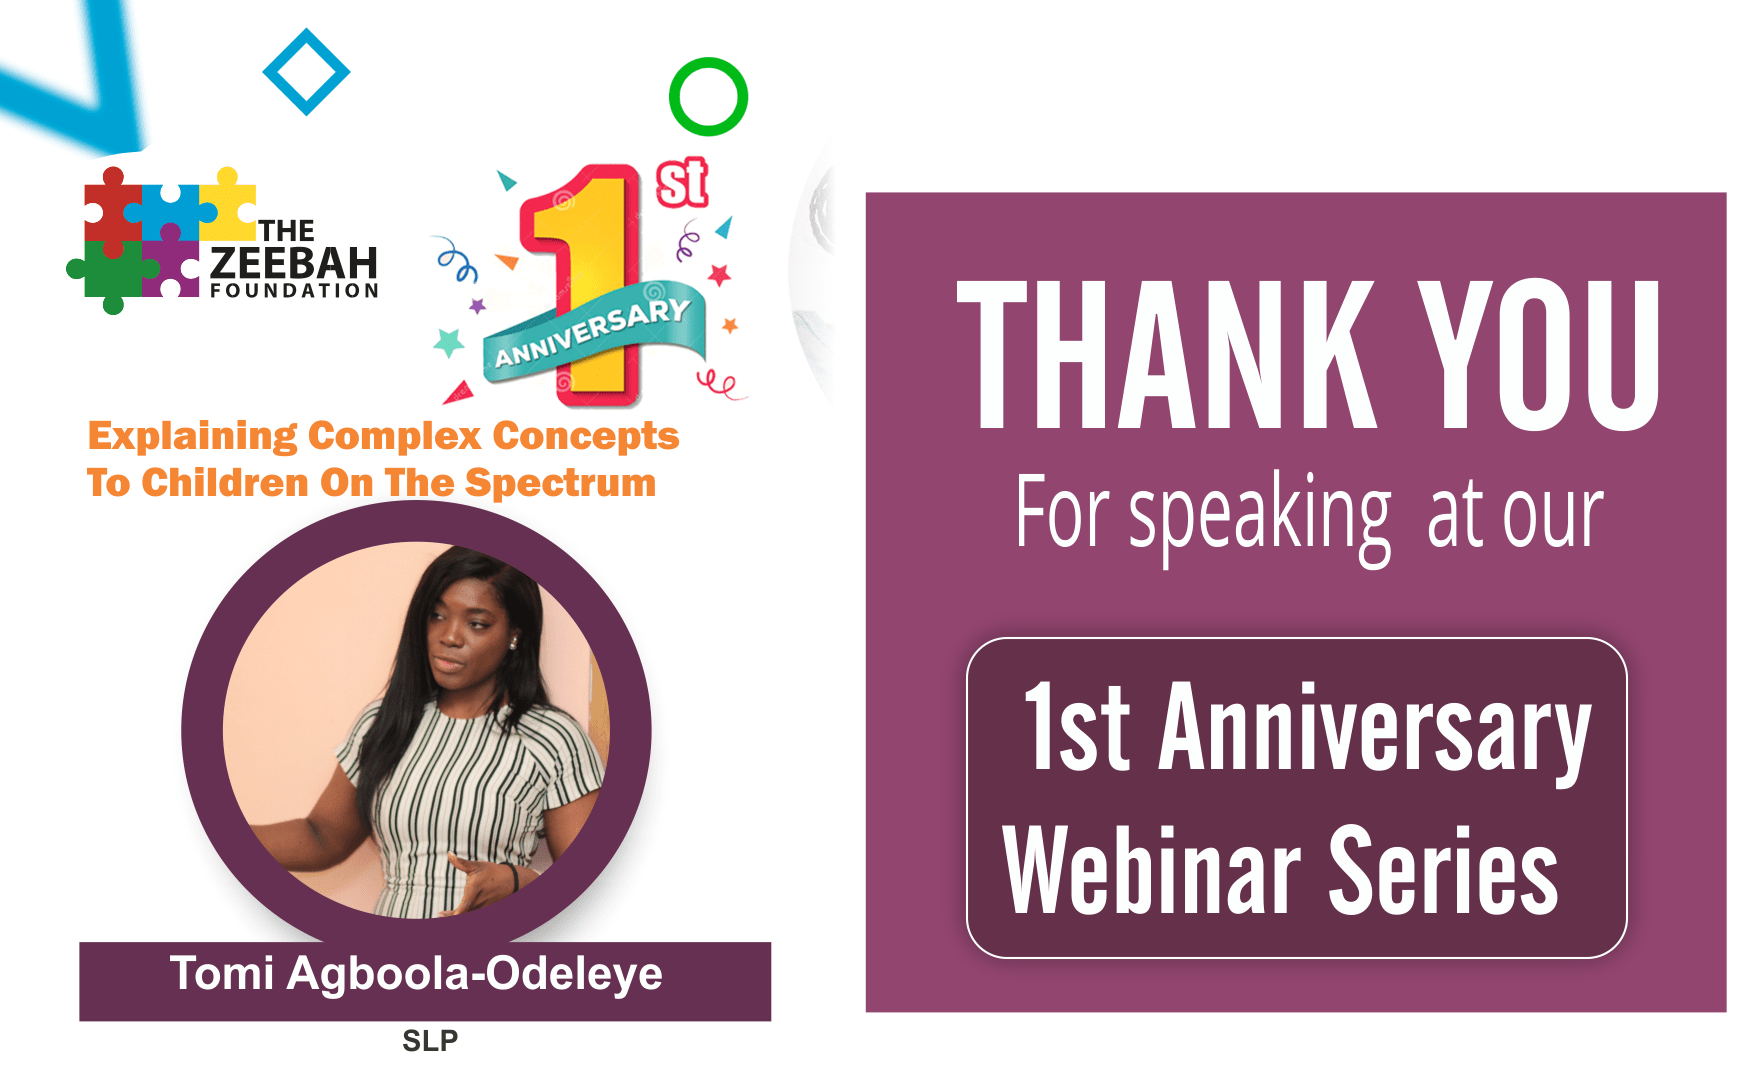 THE
ZEEBAH
FOUNDATION
1st
ANNIVERSARY
Explaining Complex Concepts
To Children On The Spectrum
Tomi Agboola-Odeleye
SLP
THANK YOU
For speaking at our
1st Anniversary
Webinar Series